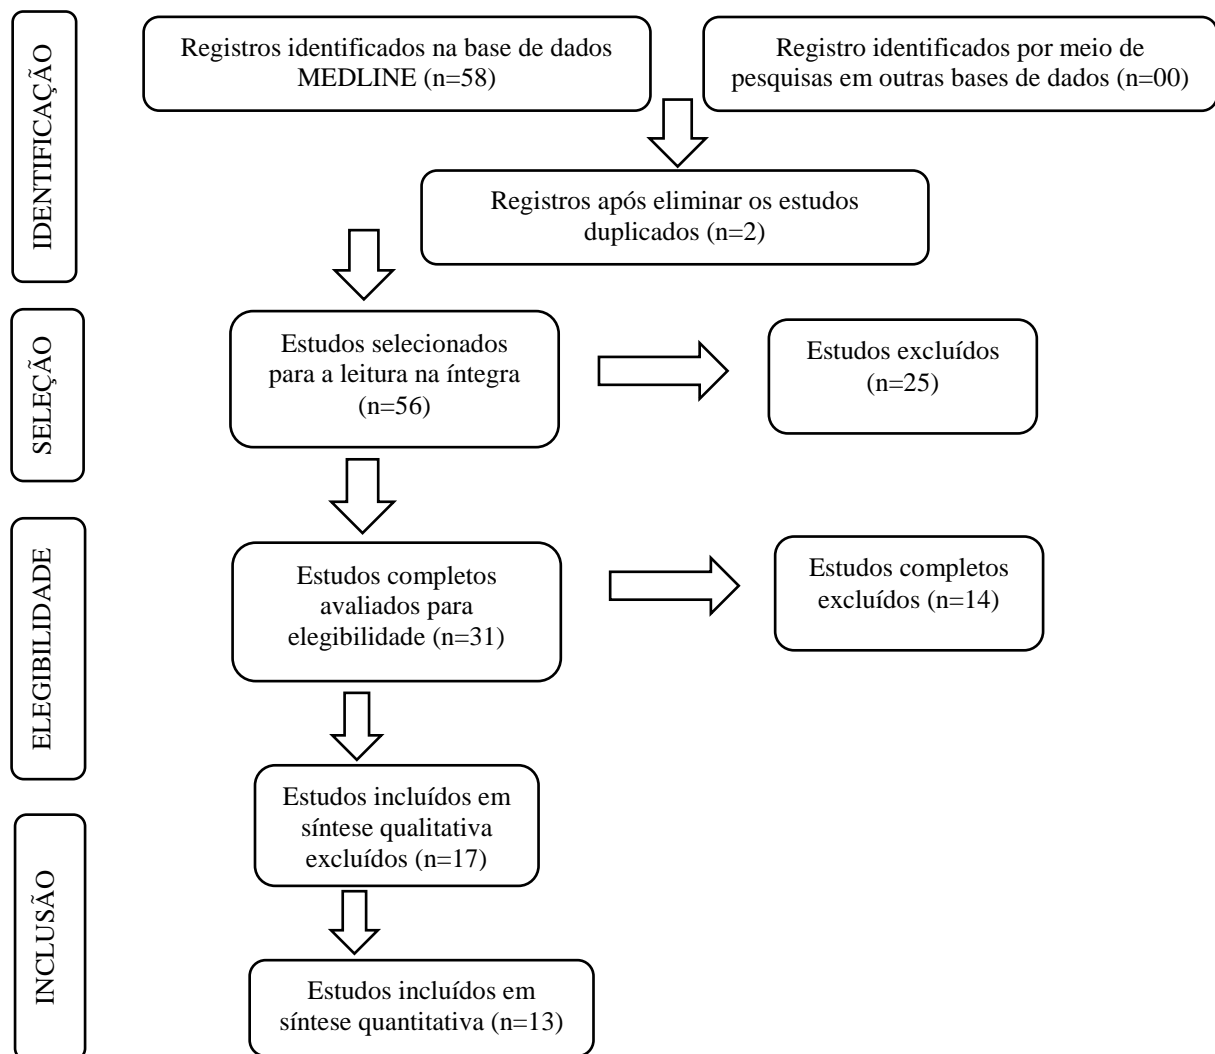 IDENTIFICAÇÃO
Registros identificados na base de dados
MEDLINE (n=58)
Registro identificados por meio de
pesquisas em outras bases de dados (n=00)
Registros após eliminar os estudos
duplicados (n=2)
SELEÇÃO
Estudos selecionados
para a leitura na íntegra
(n=56)
Estudos excluídos
(n=25)
ELEGIBILIDADE
Estudos completos
avaliados para
elegibilidade (n=31)
Estudos completos
excluídos (n=14)
Estudos incluídos em
síntese qualitativa
excluídos (n=17)
INCLUSÃO
Estudos incluídos em
síntese quantitativa (n=13)